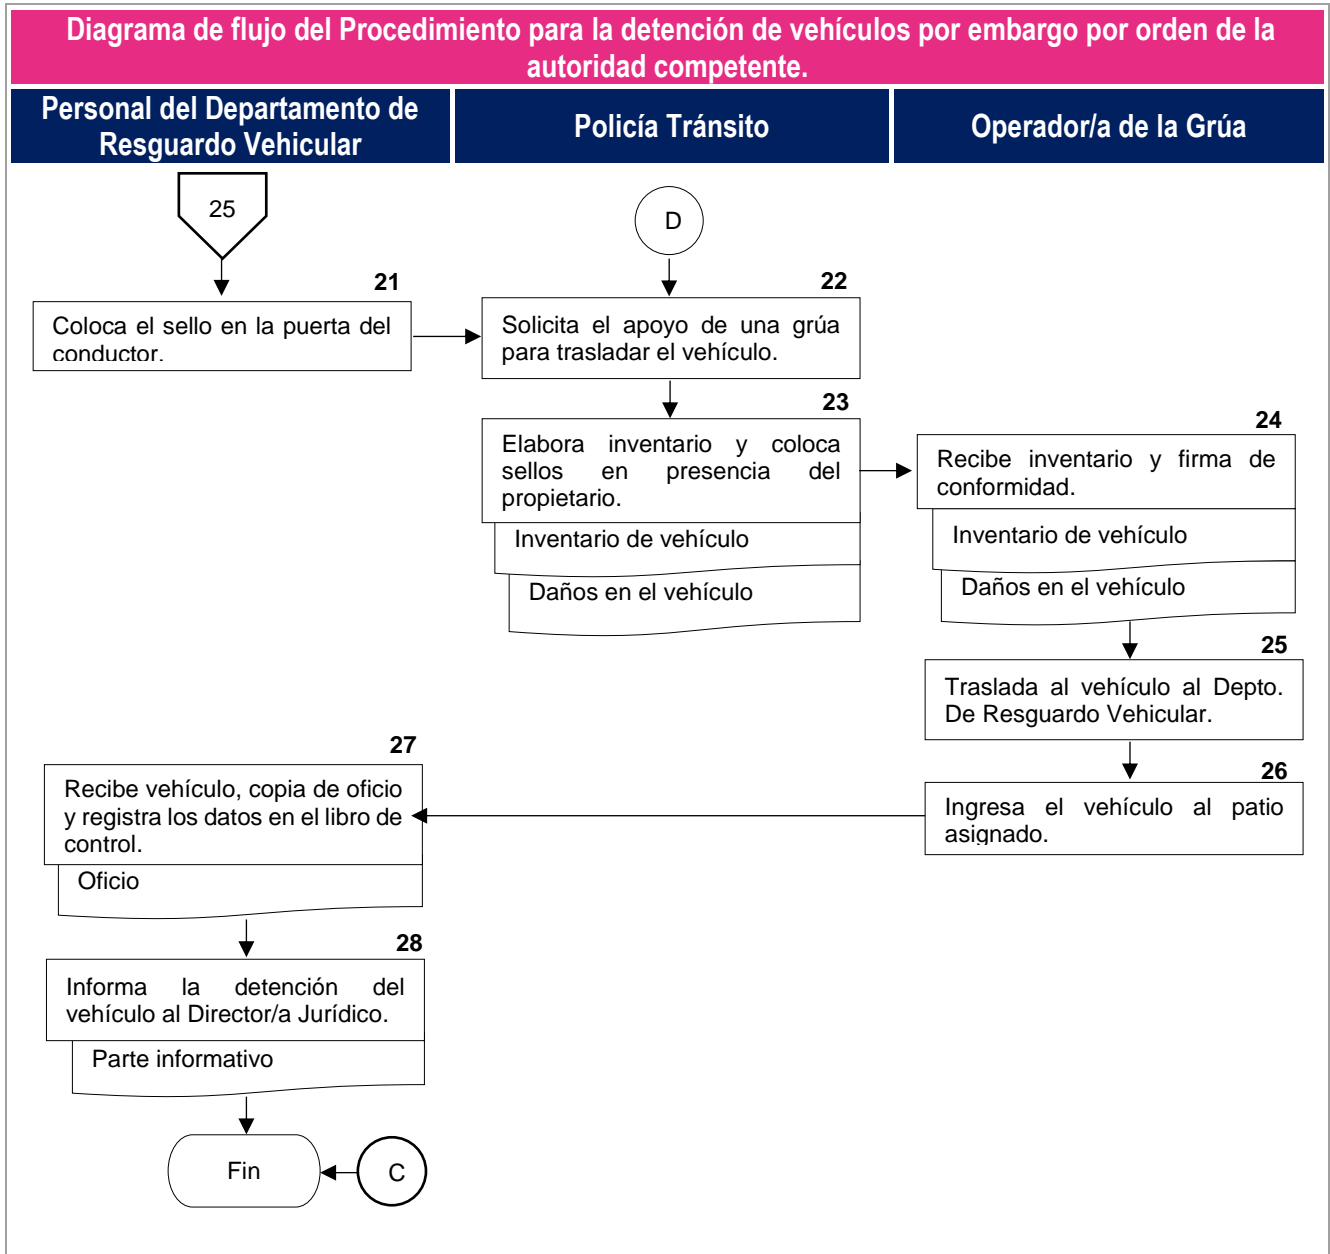 Diagrama de flujo del Procedimiento para la detención de vehículos por embargo por orden de la
autoridad competente.
Personal del Departamento de
Resguardo Vehicular
Policía Tránsito
Operador/a de la Grúa
25
D
21
Coloca el sello en la puerta del
conductor.
22
Solicita el apoyo de una grúa
para trasladar el vehículo.
23
Elabora inventario y coloca
sellos en presencia del
propietario.
Inventario de vehículo
Daños en el vehículo
24
Recibe inventario y firma de
conformidad.
Inventario de vehículo
Daños en el vehículo
25
Traslada al vehículo al Depto.
De Resguardo Vehicular.
26
Ingresa el vehículo al patio
asignado.
27
Recibe vehículo, copia de oficio
y registra los datos en el libro de
control.
Oficio
28
Informa la detención del
vehículo al Director/a Jurídico.
Parte informativo
Fin
C